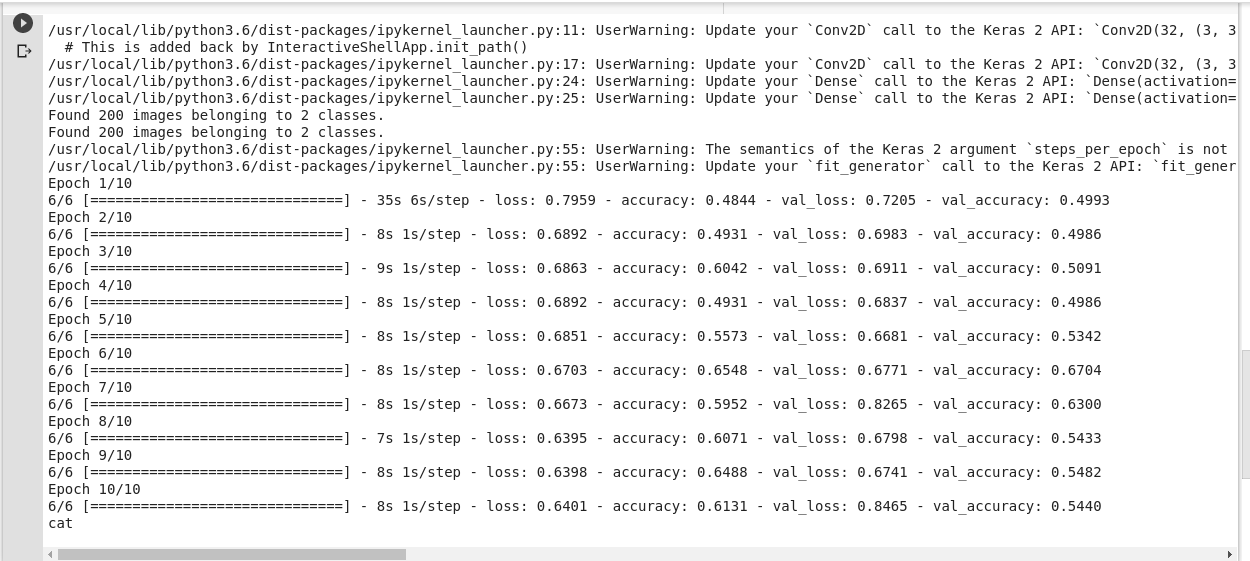 /usr/local/lib/python3.6/dist-packages/ipykernel_launcher.py:11: UserWarning: Update your `Conv2D` call to the Keras 2 API: `Conv2D(32, (3, 3
  # This is added back by InteractiveShellApp.init_path()
/usr/local/lib/python3.6/dist-packages/ipykernel_launcher.py:17: UserWarning: Update your `Conv2D` call to the Keras 2 API: `Conv2D(32, (3, 3
/usr/local/lib/python3.6/dist-packages/ipykernel_launcher.py:24: UserWarning: Update your `Dense` call to the Keras 2 API: `Dense(activation=
/usr/local/lib/python3.6/dist-packages/ipykernel_launcher.py:25: UserWarning: Update your `Dense` call to the Keras 2 API: `Dense(activation=
Found 200 images belonging to 2 classes.
Found 200 images belonging to 2 classes.
/usr/local/lib/python3.6/dist-packages/ipykernel_launcher.py:55: UserWarning: The semantics of the Keras 2 argument `steps_per_epoch` is not
/usr/local/lib/python3.6/dist-packages/ipykernel_launcher.py:55: UserWarning: Update your `fit_generator` call to the Keras 2 API: `fit_gener
Epoch 1/10
6/6 [==============================] - 35s 6s/step - loss: 0.7959 - accuracy: 0.4844 - val_loss: 0.7205 - val_accuracy: 0.4993
Epoch 2/10
6/6 [==============================] - 8s 1s/step - loss: 0.6892 - accuracy: 0.4931 - val_loss: 0.6983 - val_accuracy: 0.4986
Epoch 3/10
6/6 [==============================] - 9s 1s/step - loss: 0.6863 - accuracy: 0.6042 - val_loss: 0.6911 - val_accuracy: 0.5091
Epoch 4/10
6/6 [==============================] - 8s 1s/step - loss: 0.6892 - accuracy: 0.4931 - val_loss: 0.6837 - val_accuracy: 0.4986
Epoch 5/10
6/6 [==============================] - 8s 1s/step - loss: 0.6851 - accuracy: 0.5573 - val_loss: 0.6681 - val_accuracy: 0.5342
Epoch 6/10
6/6 [==============================] - 8s 1s/step - loss: 0.6703 - accuracy: 0.6548 - val_loss: 0.6771 - val_accuracy: 0.6704
Epoch 7/10
6/6 [==============================] - 8s 1s/step - loss: 0.6673 - accuracy: 0.5952 - val_loss: 0.8265 - val_accuracy: 0.6300
Epoch 8/10
6/6 [==============================] - 7s 1s/step - loss: 0.6395 - accuracy: 0.6071 - val_loss: 0.6798 - val_accuracy: 0.5433
Epoch 9/10
6/6 [==============================] - 8s 1s/step - loss: 0.6398 - accuracy: 0.6488 - val_loss: 0.6741 - val_accuracy: 0.5482
Epoch 10/10
6/6 [==============================] - 8s 1s/step - loss: 0.6401 - accuracy: 0.6131 - val_loss: 0.8465 - val_accuracy: 0.5440
cat